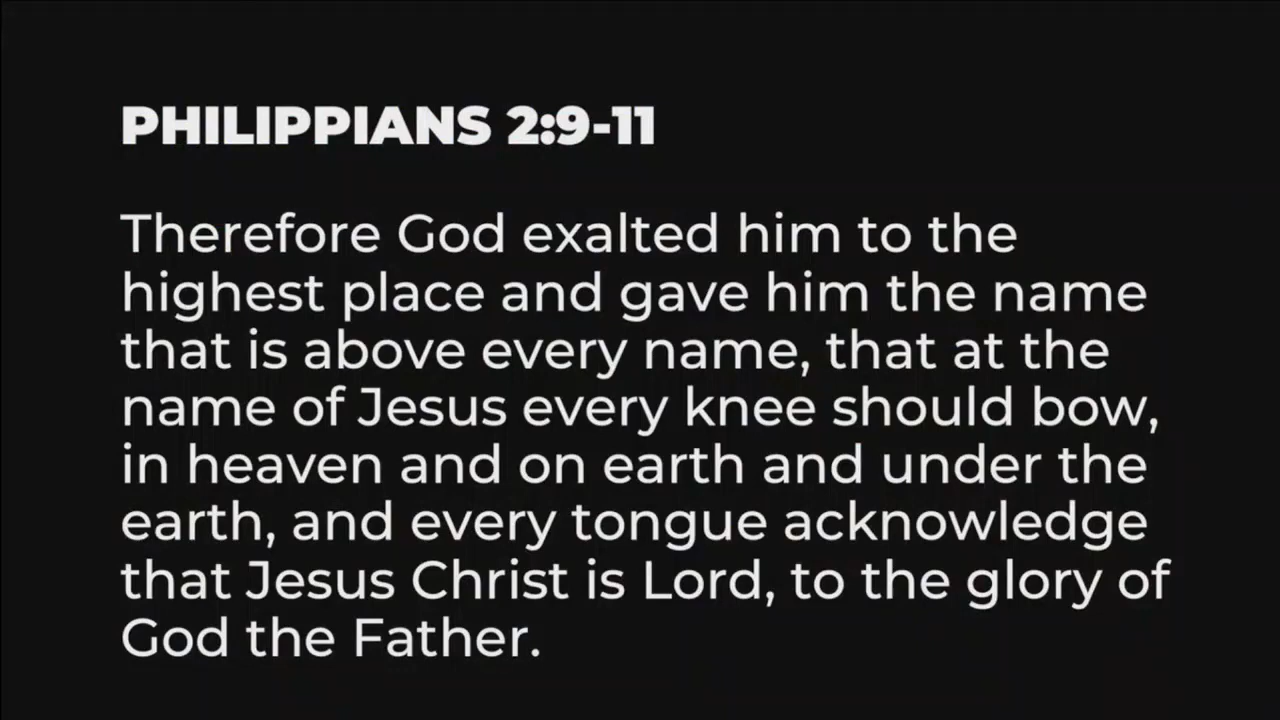 PHILIPPIANS 2:9-11
Therefore God exalted him to the
highest place and gave him the name
that is above every name, that at the
name of Jesus every knee should bow,
in heaven and on earth and under the
earth, and every tongue acknowledge
that Jesus Christ is Lord, to the glory of
God the Father.